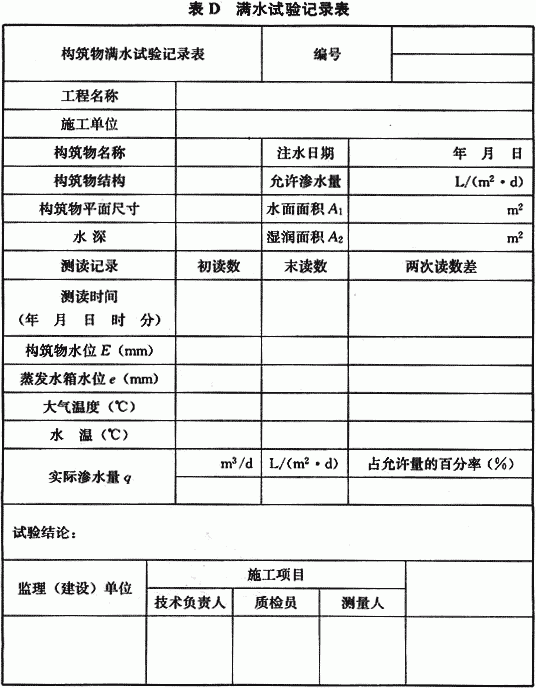 表 D 满水试验记录表
构筑物满水试验记录表 编号
工程名称
施工单位
构筑物名称 注水日期 年 月 日
构筑物结构 允许渗水量 L/(m²·d)
构筑物平面尺寸 水面面积 A₁ m²
水 深 湿润面积 A₂ m²
测读记录 初读数 末读数 两次读数差
测读时间
(年 月 日 时 分)
构筑物水位 E (mm)
蒸发水箱水位 e (mm)
大气温度 (℃)
水 温 (℃)
实际渗水量 q m³/d L/(m²·d) 占允许量的百分率 (%)
试验结论:
监理 (建设) 单位 施工项目
技术负责人 质检员 测量人